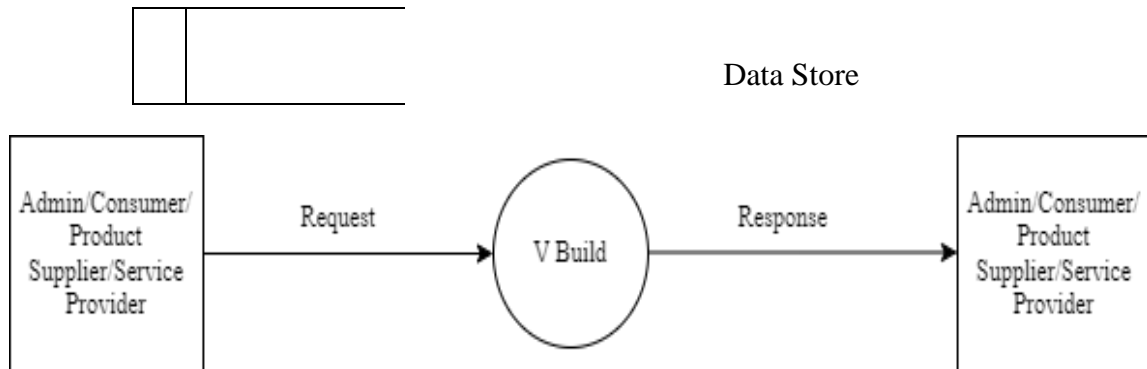 Data Store
Admin/Consumer/
Product
Supplier/Service
Provider
Request
V Build
Response
Admin/Consumer/
Product
Supplier/Service
Provider